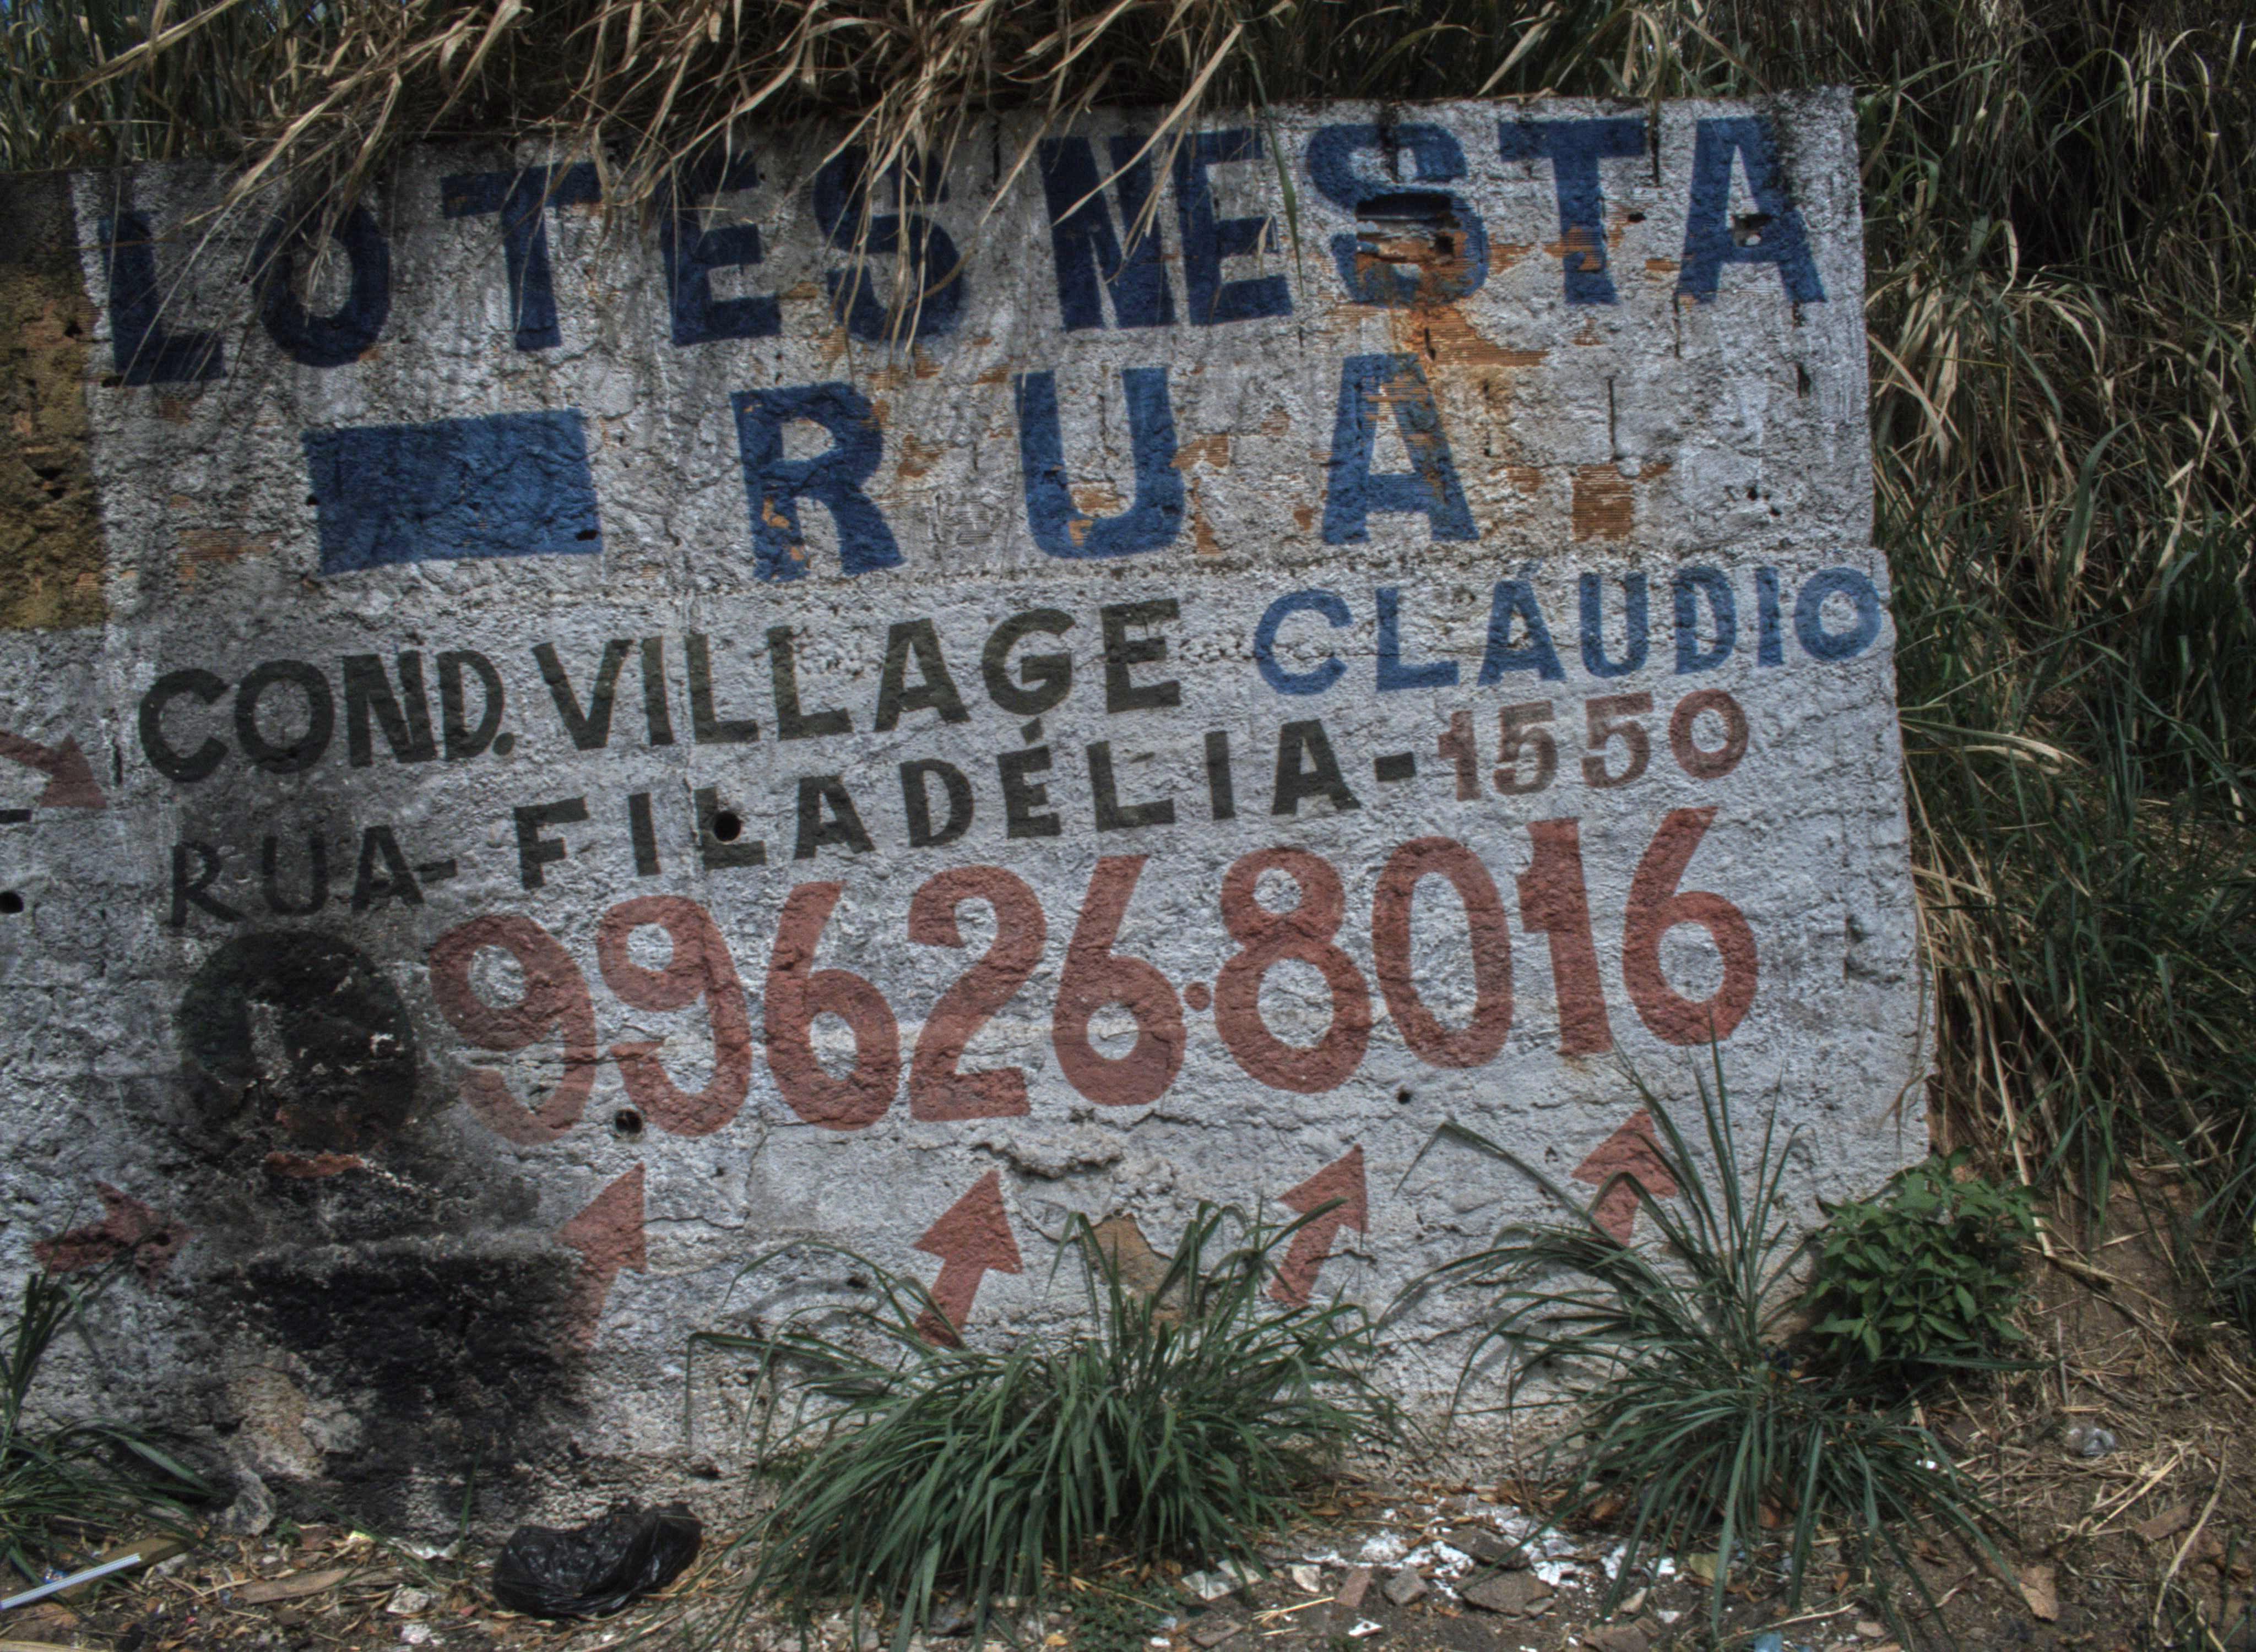 LOTES NESTA
RUA
COND. VILLAGE CLÁUDIO
RUA - FILADÉLIA - 1550
99626.8016